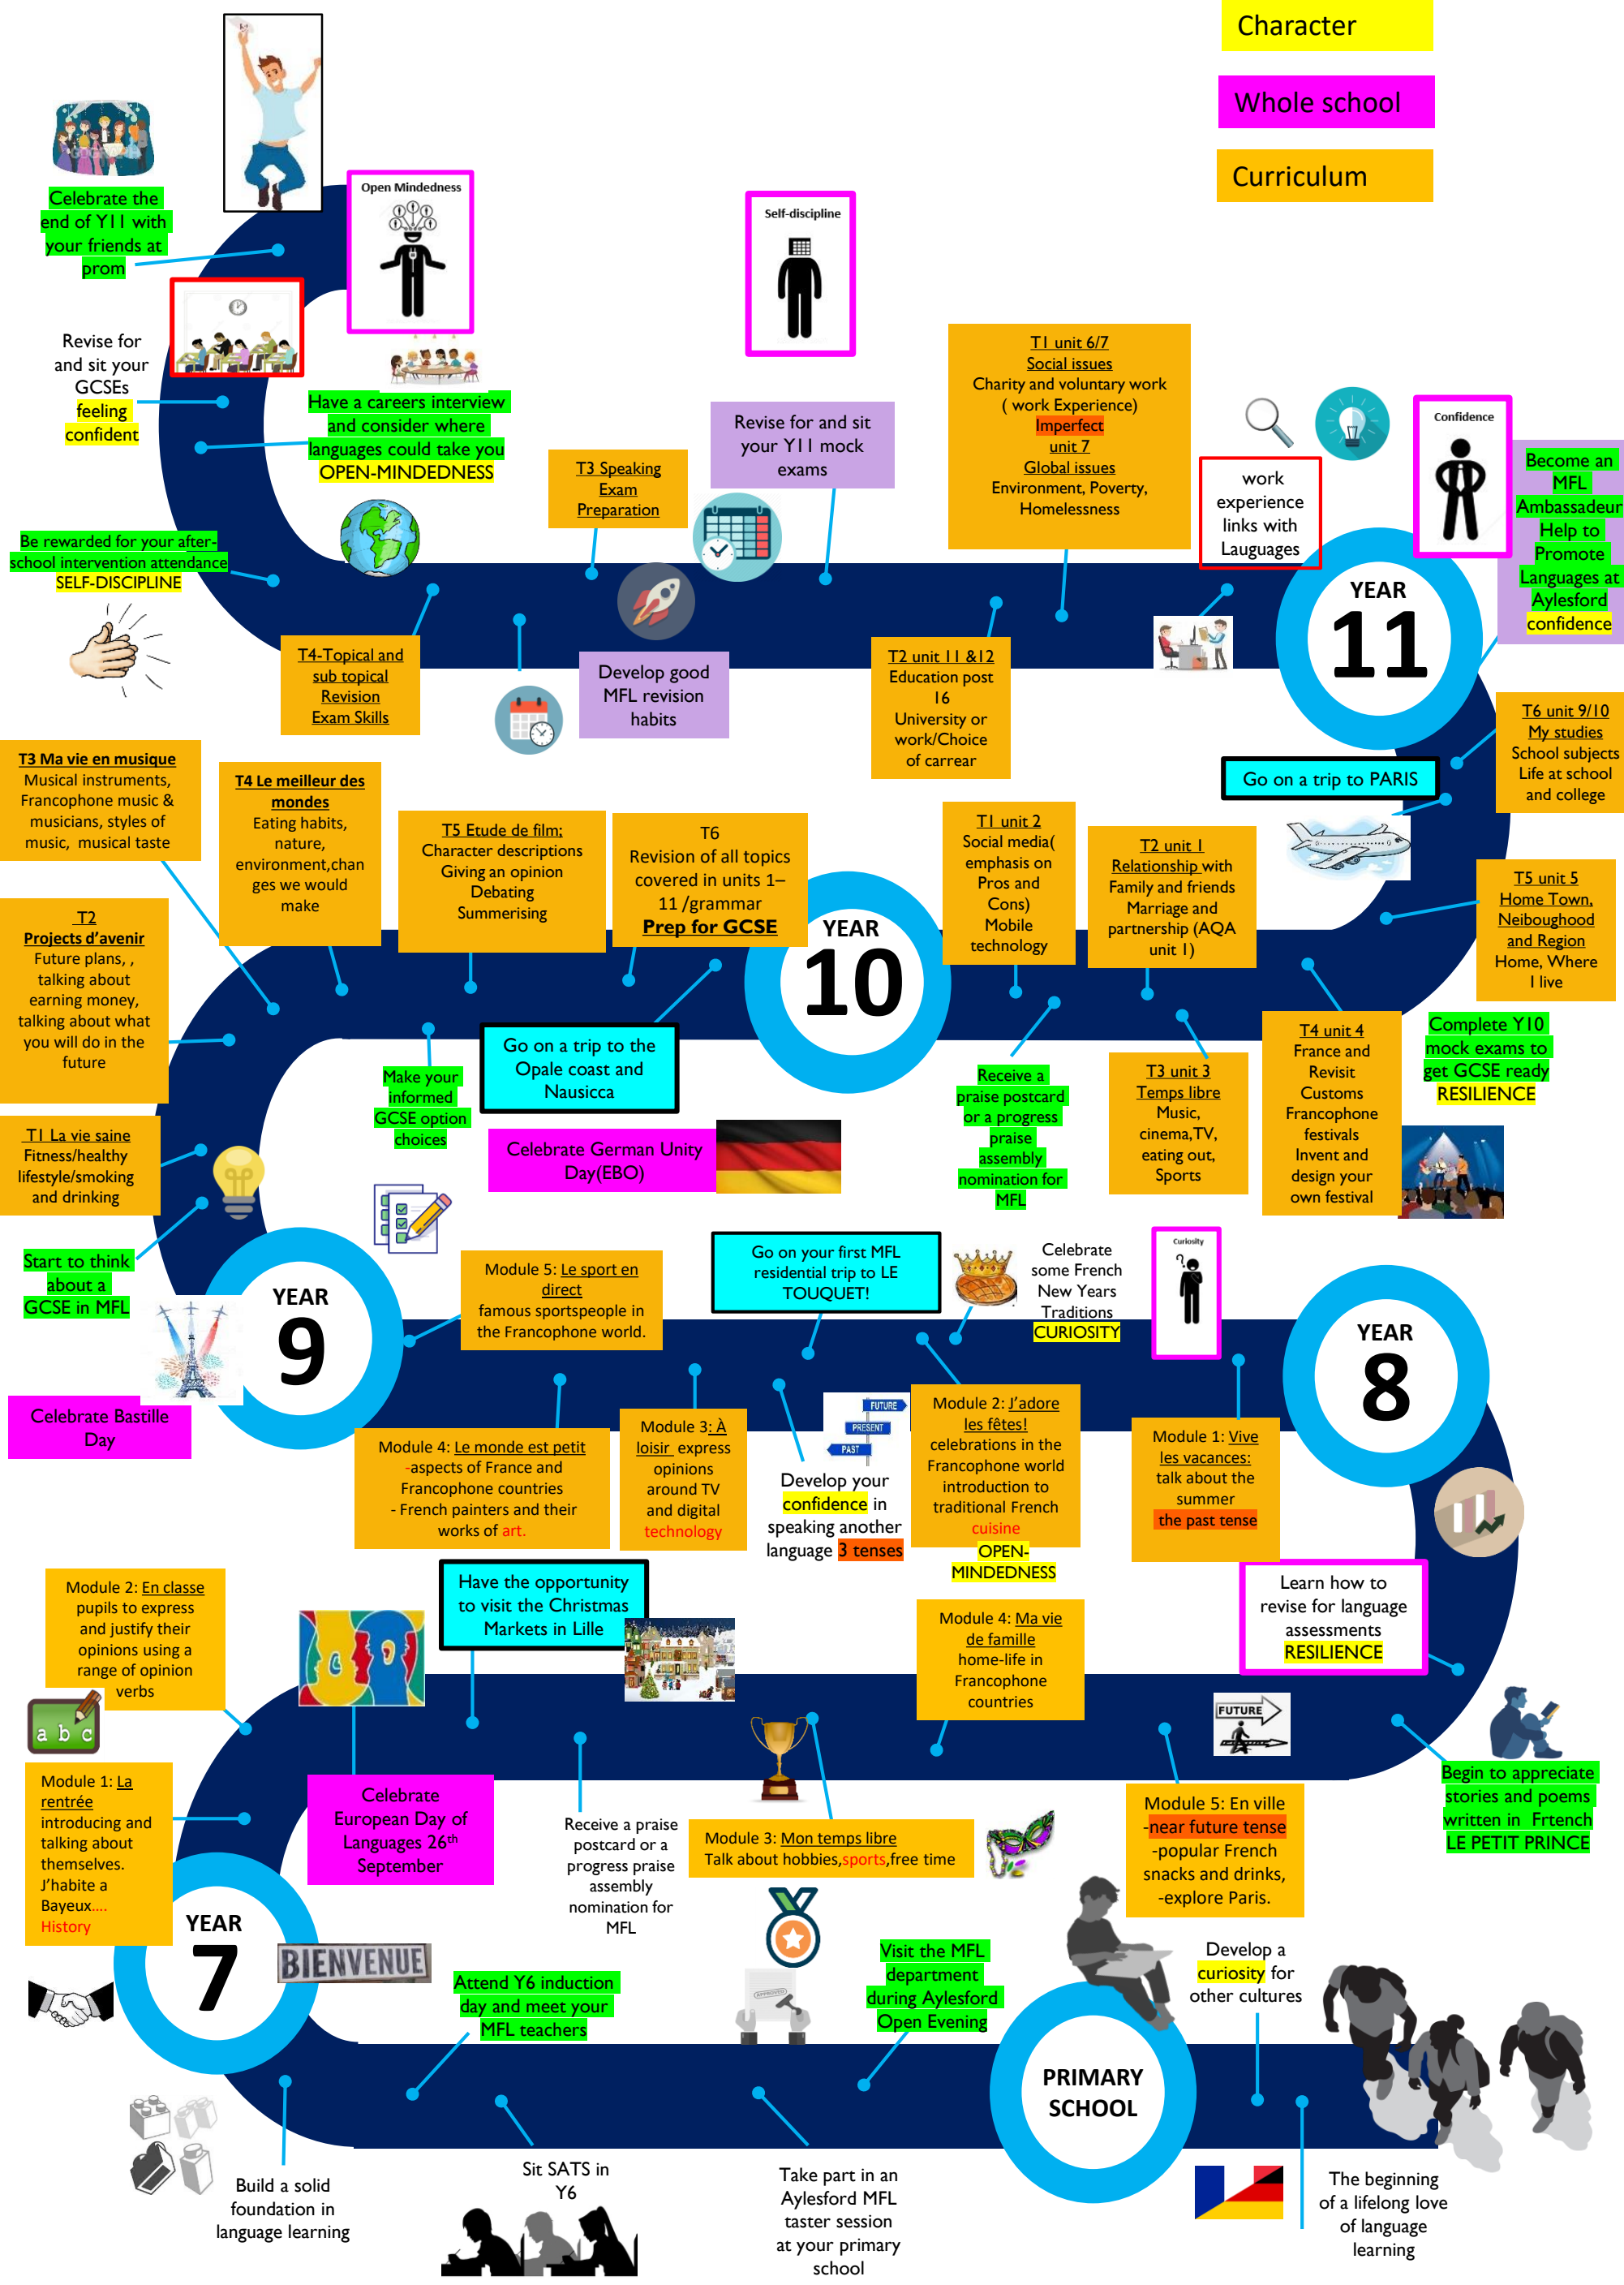 Character
Whole school
Curriculum
Celebrate the
end of Y11 with
your friends at
prom
Open Mindedness
Self-discipline
Revise for
and sit your
GCSEs
feeling
confident
Have a careers interview
and consider where
languages could take you
OPEN-MINDEDNESS
Be rewarded for your after-
school intervention attendance
SELF-DISCIPLINE
T4-Topical and
sub topical
Revision
Exam Skills
T3 Speaking
Exam
Preparation
Develop good
MFL revision
habits
Revise for and sit
your Y11 mock
exams
T2 unit 11 &12
Education post
16
University or
work/Choice
of carrear
T1 unit 6/7
Social issues
Charity and voluntary work
( work Experience)
Imperfect
unit 7
Global issues
Environment, Poverty,
Homelessness
work
experience
links with
Lauguages
Confidence
Become an
MFL
Ambassadeur
Help to
Promote
Languages at
Aylesford
confidence
YEAR
11
T6 unit 9/10
My studies
School subjects
Life at school
and college
Go on a trip to PARIS
T5 unit 5
Home Town,
Neiboughood
and Region
Home, Where
I live
Complete Y10
mock exams to
get GCSE ready
RESILIENCE
T4 unit 4
France and
Revisit
Customs
Francophone
festivals
Invent and
design your
own festival
T3 unit 3
Temps libre
Music,
cinema,TV,
eating out,
Sports
T2 unit 1
Relationship with
Family and friends
Marriage and
partnership (AQA
unit 1)
Receive a
praise postcard
or a progress
praise
assembly
nomination for
MFL
T1 unit 2
Social media(
emphasis on
Pros and
Cons)
Mobile
technology
YEAR
10
T6
Revision of all topics
covered in units 1–
11 /grammar
Prep for GCSE
Go on a trip to the
Opale coast and
Nausicca
Celebrate German Unity
Day(EBO)
T5 Etude de film;
Character descriptions
Giving an opinion
Debating
Summerising
Make your
informed
GCSE option
choices
T4 Le meilleur des
mondes
Eating habits,
nature,
environment,chan
ges we would
make
T3 Ma vie en musique
Musical instruments,
Francophone music &
musicians, styles of
music, musical taste
T2
Projects d’avenir
Future plans, ,
talking about
earning money,
talking about what
you will do in the
future
T1 La vie saine
Fitness/healthy
lifestyle/smoking
and drinking
Start to think
about a
GCSE in MFL
YEAR
9
Celebrate Bastille
Day
Module 5: Le sport en
direct
famous sportspeople in
the Francophone world.
Module 4: Le monde est petit
-aspects of France and
Francophone countries
- French painters and their
works of art.
Module 3: À
loisir express
opinions
around TV
and digital
technology
Go on your first MFL
residential trip to LE
TOUQUET!
FUTURE
PRESENT
PAST
Develop your
confidence in
speaking another
language 3 tenses
Celebrate
some French
New Years
Traditions
CURIOSITY
Curiosity
Module 2: J’adore
les fêtes!
celebrations in the
Francophone world
introduction to
traditional French
cuisine
OPEN-
MINDEDNESS
Module 1: Vive
les vacances:
talk about the
summer
the past tense
YEAR
8
Learn how to
revise for language
assessments
RESILIENCE
Begin to appreciate
stories and poems
written in Frtench
LE PETIT PRINCE
FUTURE
Module 5: En ville
-near future tense
-popular French
snacks and drinks,
-explore Paris.
Module 4: Ma vie
de famille
home-life in
Francophone
countries
Module 3: Mon temps libre
Talk about hobbies,sports,free time
Receive a praise
postcard or a
progress praise
assembly
nomination for
MFL
Have the opportunity
to visit the Christmas
Markets in Lille
Celebrate
European Day of
Languages 26th
September
Module 2: En classe
pupils to express
and justify their
opinions using a
range of opinion
verbs
a b c
Module 1: La
rentrée
introducing and
talking about
themselves.
J’habite a
Bayeux....
History
YEAR
7
BIENVENUE
Attend Y6 induction
day and meet your
MFL teachers
Build a solid
foundation in
language learning
Sit SATS in
Y6
APPROVED
Take part in an
Aylesford MFL
taster session
at your primary
school
Visit the MFL
department
during Aylesford
Open Evening
PRIMARY
SCHOOL
Develop a
curiosity for
other cultures
The beginning
of a lifelong love
of language
learning